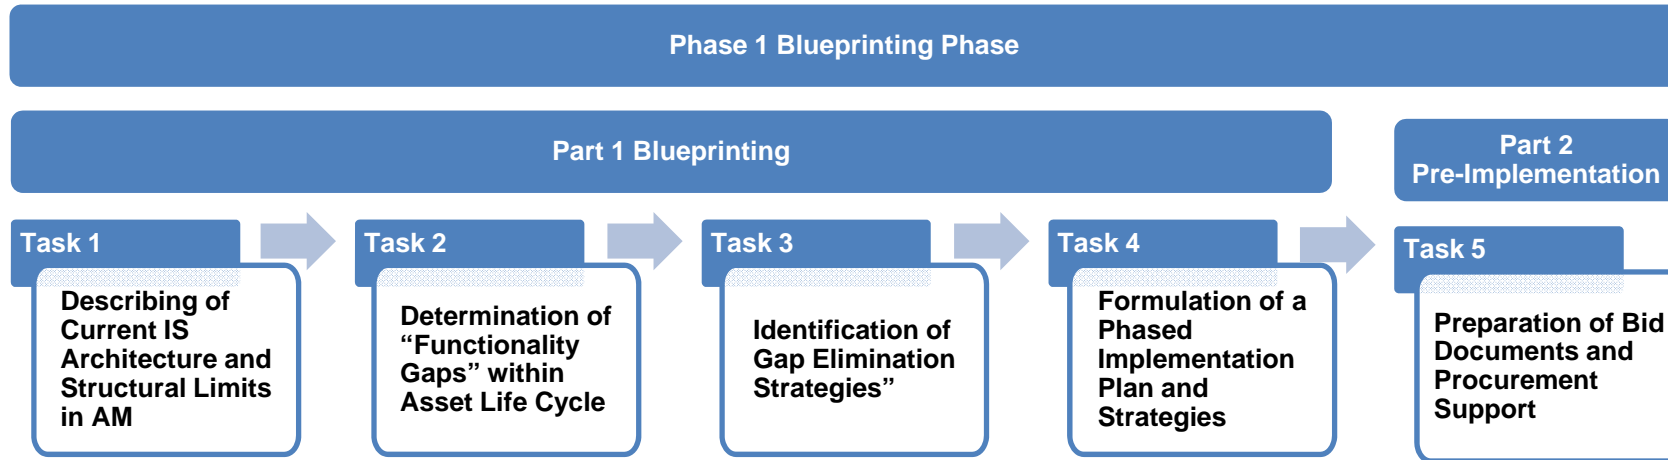 Phase 1 Blueprinting Phase
Part 1 Blueprinting
Part 2
Pre-Implementation
Task 1
Describing of
Current IS
Architecture and
Structural Limits
in AM
Task 2
Determination of
“Functionality
Gaps” within
Asset Life Cycle
Task 3
Identification of
Gap Elimination
Strategies”
Task 4
Formulation of a
Phased
Implementation
Plan and
Strategies
Task 5
Preparation of Bid
Documents and
Procurement
Support